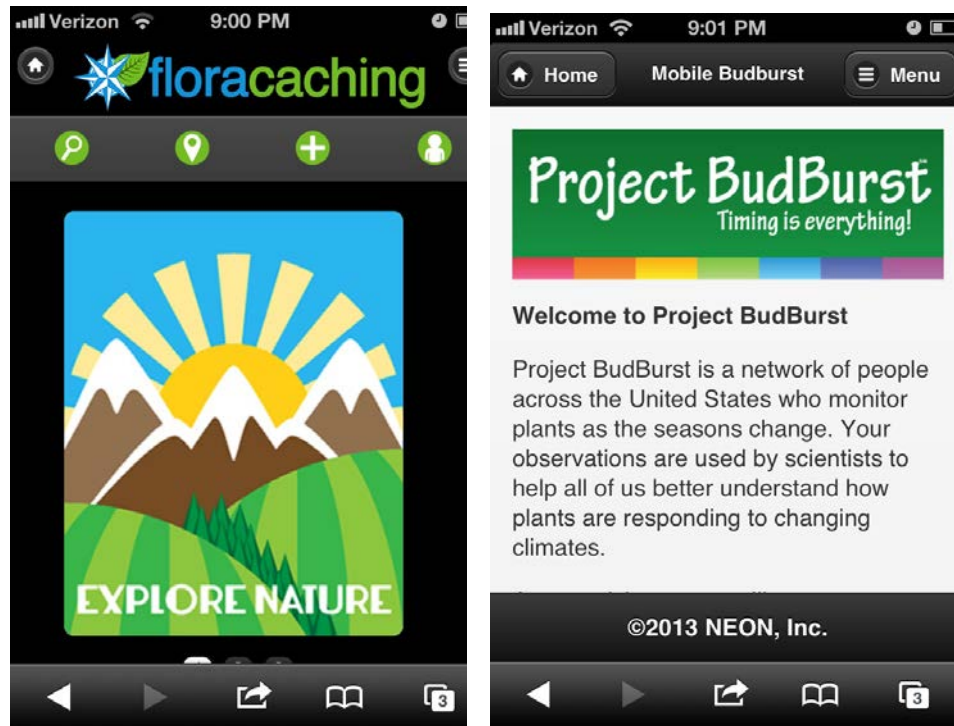 Verizon 9:00 PM
floracaching
EXPLORE NATURE
3
Verizon 9:01 PM
Home Mobile Budburst Menu
Project BudBurst
Timing is everything!
Welcome to Project BudBurst
Project BudBurst is a network of people
across the United States who monitor
plants as the seasons change. Your
observations are used by scientists to
help all of us better understand how
plants are responding to changing
climates.
©2013 NEON, Inc.
3